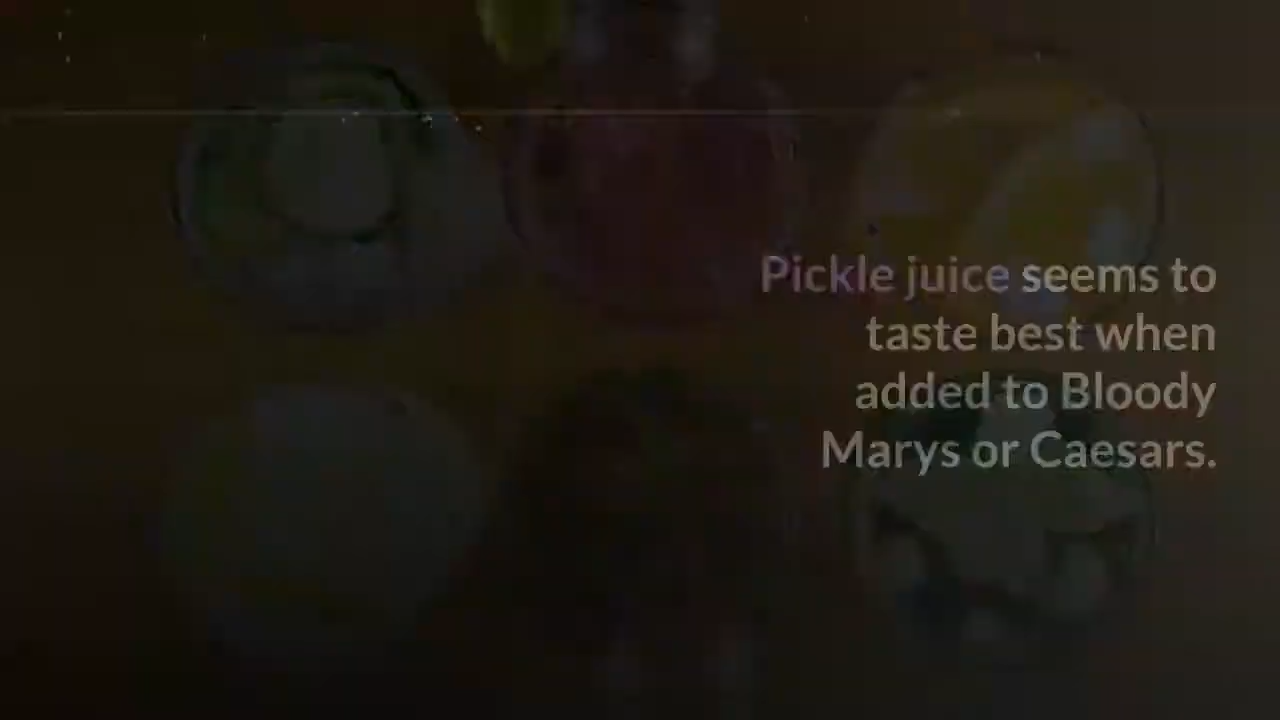 Pickle juice seems to
taste best when
added to Bloody
Marys or Caesars.